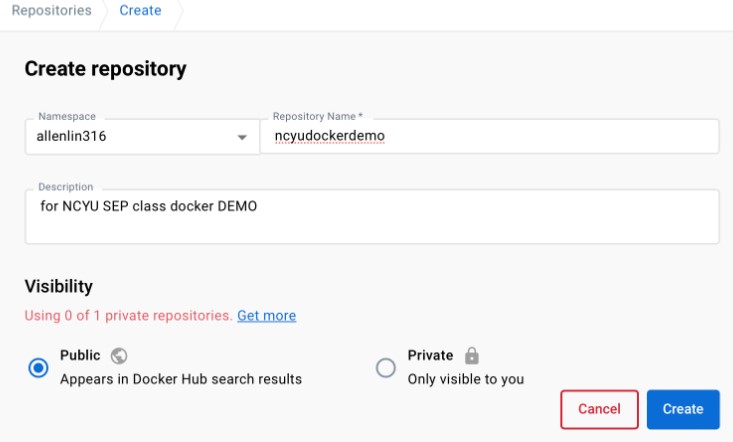 Repositories Create
Create repository
Namespace
allenlin316
Repository Name *
ncyudockerdemo
Description
for NCYU SEP class docker DEMO
Visibility
Using 0 of 1 private repositories. Get more
Public
Appears in Docker Hub search results
Private
Only visible to you
Cancel Create